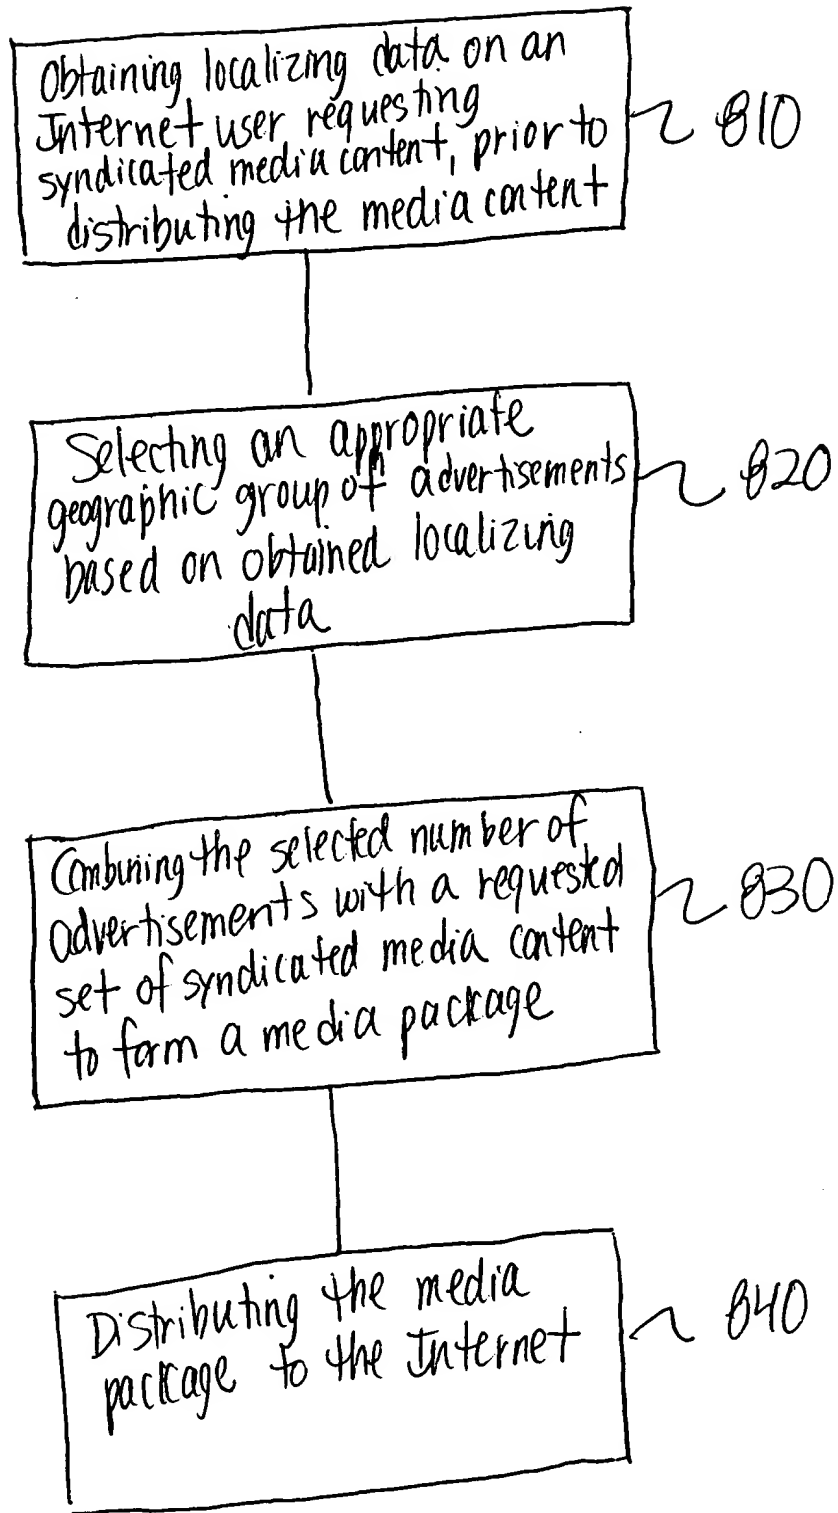 Obtaining localizing data on an
Internet user requesting 810
syndicated media content, prior to
distributing the media content
Selecting an appropriate
geographic group of advertisements 820
based on obtained localizing
data
Combining the selected number of
advertisements with a requested 830
set of syndicated media content
to form a media package
Distributing the media
package to the Internet 840